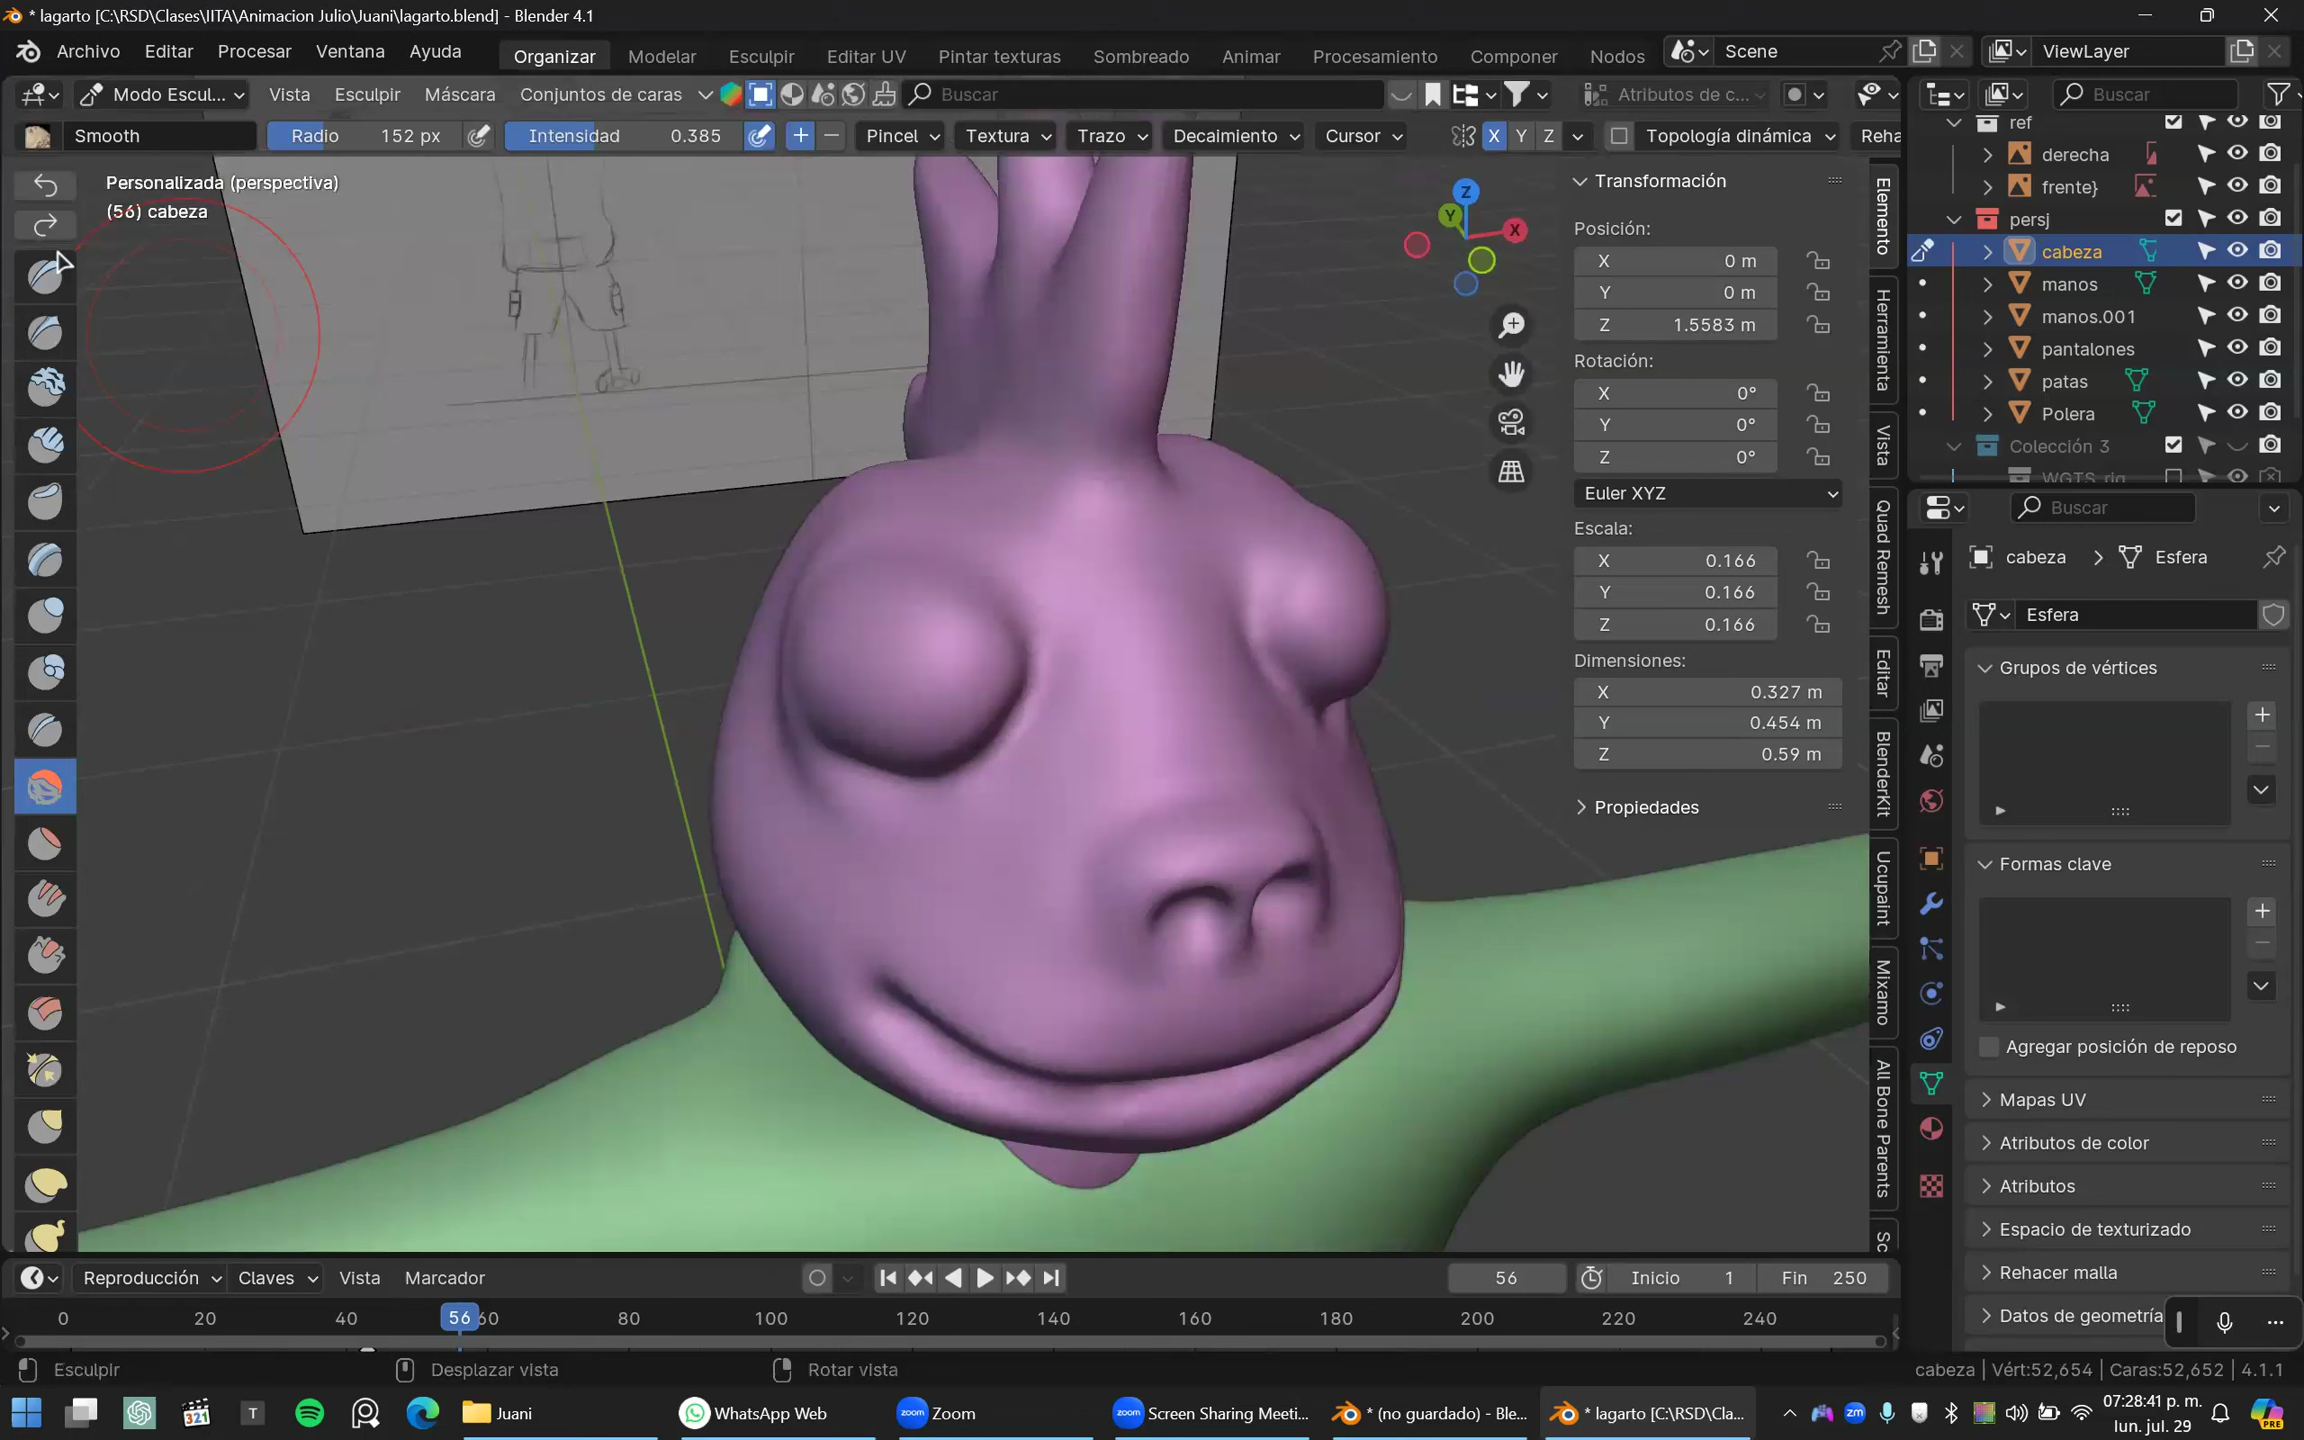 * lagarto [C:\RSD\Clases\IITA\Animacion Julio\Juani\lagarto.blend] - Blender 4.1
Archivo Editar Procesar Ventana Ayuda
Organizar Modelar Esculpir Editar UV Pintar texturas Sombreado Animar Procesamiento Componer Nodos
Scene ViewLayer
Modo Escul... Vista Esculpir Máscara Conjuntos de caras Buscar Atributos de c... Buscar
Smooth Radio 152 px Intensidad 0.385 Pincel Textura Trazo Decaimiento Cursor X Y Z Topología dinámica Reha
Personalizada (perspectiva)
(56) cabeza
Z
Y
X
Transformación
Posición:
X 0 m
Y 0 m
Z 1.5583 m
Rotación:
X 0°
Y 0°
Z 0°
Euler XYZ
Escala:
X 0.166
Y 0.166
Z 0.166
Dimensiones:
X 0.327 m
Y 0.454 m
Z 0.59 m
Propiedades
Elemento
Herramienta
Vista
Quad Remesh
Editar
BlenderKit
Ucupaint
Mixamo
All Bone Parents
Sc
ref
derecha
frente}
persj
cabeza
manos
manos.001
pantalones
patas
Polera
Colección 3
WGTS_rig
Buscar
cabeza Esfera
Esfera
Grupos de vértices
Formas clave
Agregar posición de reposo
Mapas UV
Atributos de color
Atributos
Espacio de texturizado
Rehacer malla
Datos de geometría
Reproducción Claves Vista Marcador 56 Inicio 1 Fin 250
0 20 40 56 60 80 100 120 140 160 180 200 220 240
Esculpir Desplazar vista Rotar vista cabeza | Vért:52,654 | Caras:52,652 | 4.1.1
Juani WhatsApp Web Zoom Screen Sharing Meeti... * (no guardado) - Ble... * lagarto [C:\RSD\Cla...
07:28:41 p. m.
lun. jul. 29